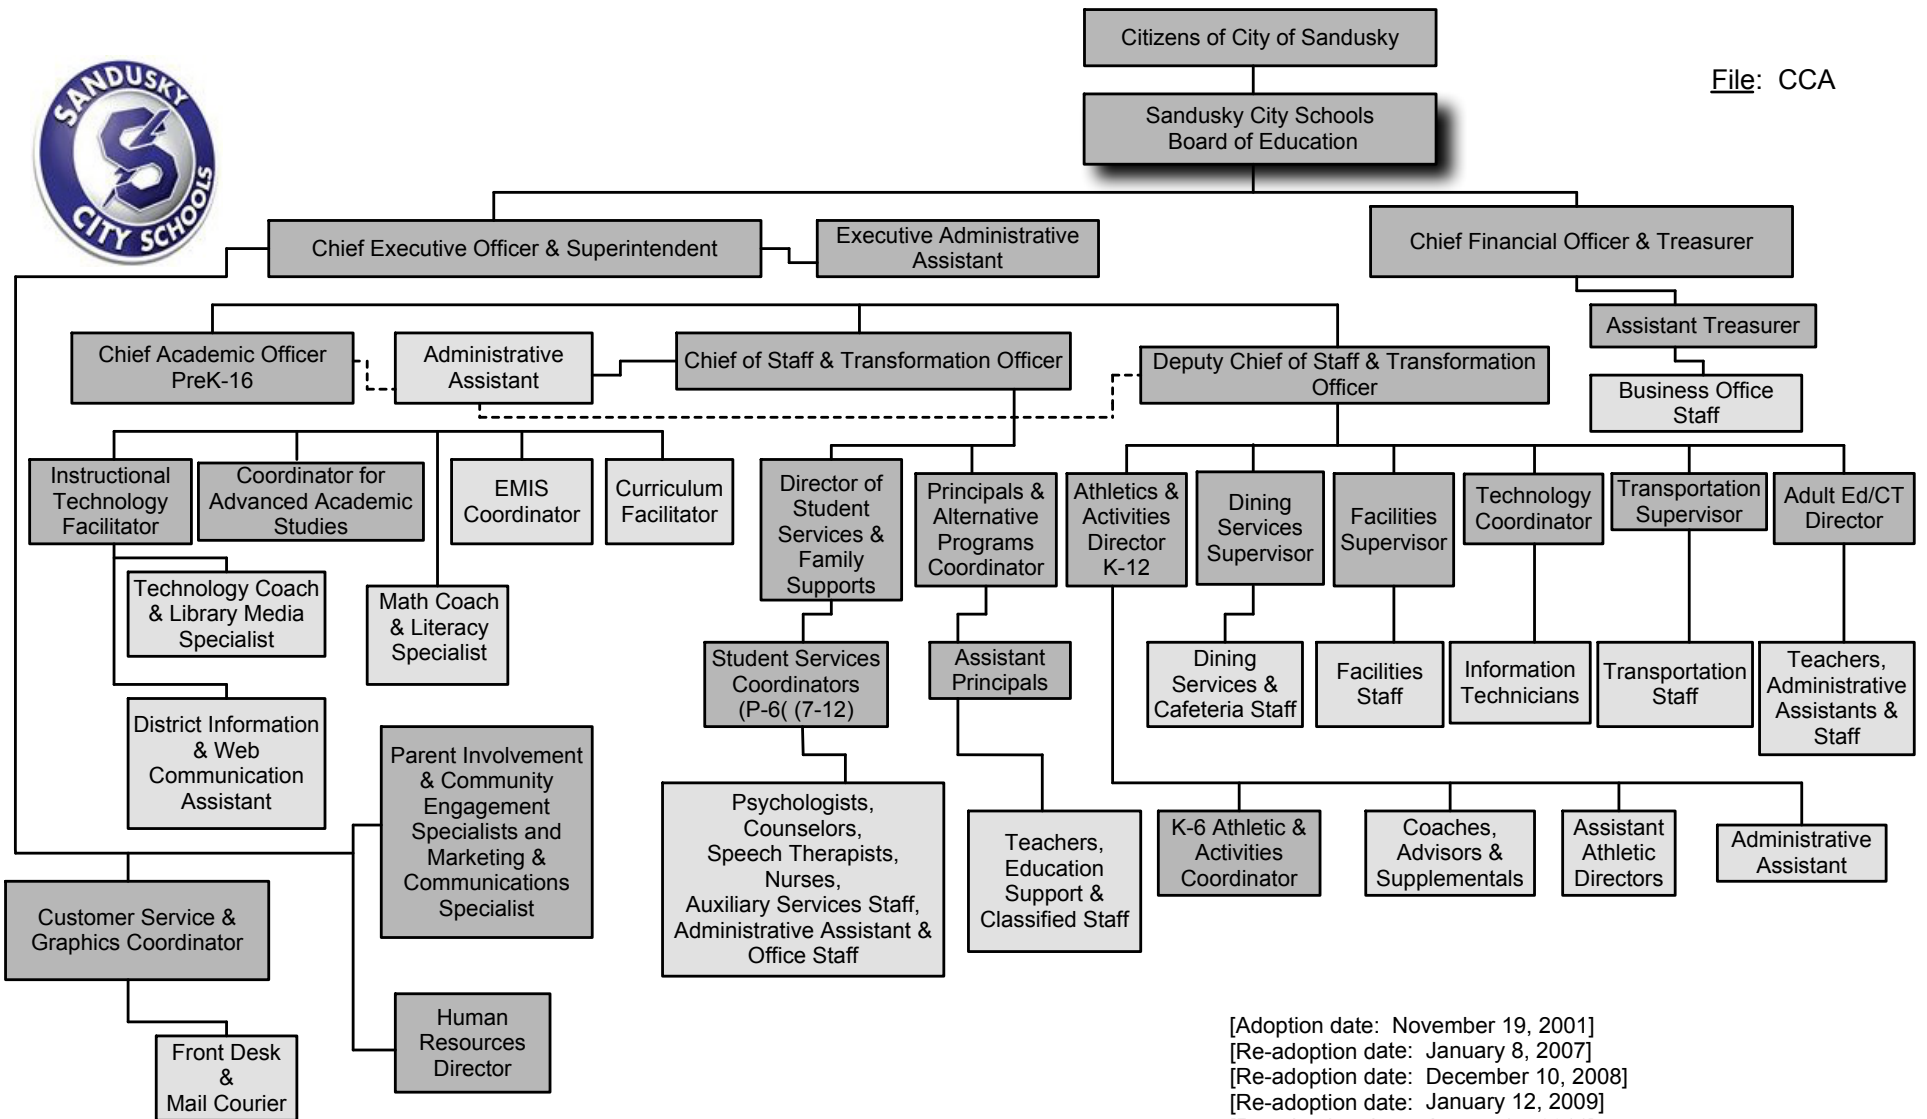 Citizens of City of Sandusky
File: CCA
SANDUSKY
CITY SCHOOLS
Sandusky City Schools
Board of Education
Chief Executive Officer & Superintendent
Executive Administrative
Assistant
Chief Financial Officer & Treasurer
Assistant Treasurer
Business Office
Staff
Chief Academic Officer
PreK-16
Administrative
Assistant
Chief of Staff & Transformation Officer
Deputy Chief of Staff & Transformation
Officer
Instructional
Technology
Facilitator
Coordinator for
Advanced Academic
Studies
EMIS
Coordinator
Curriculum
Facilitator
Director of
Student
Services &
Family
Supports
Principals &
Alternative
Programs
Coordinator
Athletics &
Activities
Director
K-12
Dining
Services
Supervisor
Facilities
Supervisor
Technology
Coordinator
Transportation
Supervisor
Adult Ed/CT
Director
Technology Coach
& Library Media
Specialist
Math Coach
& Literacy
Specialist
Student Services
Coordinators
(P-6( (7-12)
Assistant
Principals
Dining
Services &
Cafeteria Staff
Facilities
Staff
Information
Technicians
Transportation
Staff
Teachers,
Administrative
Assistants &
Staff
District Information
& Web
Communication
Assistant
Parent Involvement
& Community
Engagement
Specialists and
Marketing &
Communications
Specialist
Psychologists,
Counselors,
Speech Therapists,
Nurses,
Auxiliary Services Staff,
Administrative Assistant &
Office Staff
Teachers,
Education
Support &
Classified Staff
K-6 Athletic &
Activities
Coordinator
Coaches,
Advisors &
Supplementals
Assistant
Athletic
Directors
Administrative
Assistant
Customer Service &
Graphics Coordinator
Human
Resources
Director
Front Desk
&
Mail Courier
[Adoption date: November 19, 2001]
[Re-adoption date: January 8, 2007]
[Re-adoption date: December 10, 2008]
[Re-adoption date: January 12, 2009]